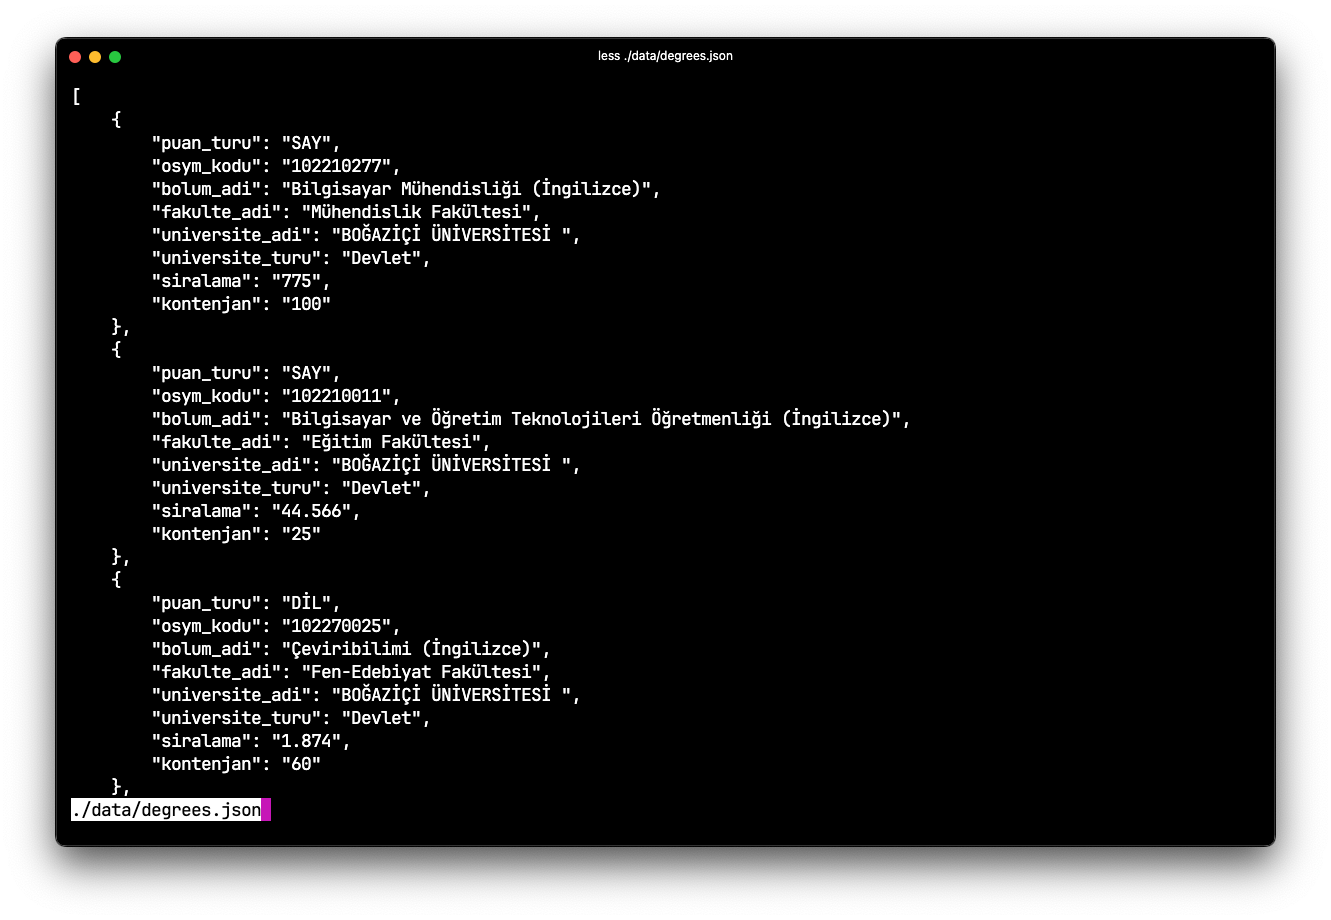 less ./data/degrees.json
[
    {
        "puan_turu": "SAY",
        "osym_kodu": "102210277",
        "bolum_adi": "Bilgisayar Mühendisliği (İngilizce)",
        "fakulte_adi": "Mühendislik Fakültesi",
        "universite_adi": "BOĞAZİÇİ ÜNİVERSİTESİ ",
        "universite_turu": "Devlet",
        "siralama": "775",
        "kontenjan": "100"
    },
    {
        "puan_turu": "SAY",
        "osym_kodu": "102210011",
        "bolum_adi": "Bilgisayar ve Öğretim Teknolojileri Öğretmenliği (İngilizce)",
        "fakulte_adi": "Eğitim Fakültesi",
        "universite_adi": "BOĞAZİÇİ ÜNİVERSİTESİ ",
        "universite_turu": "Devlet",
        "siralama": "44.566",
        "kontenjan": "25"
    },
    {
        "puan_turu": "DİL",
        "osym_kodu": "102270025",
        "bolum_adi": "Çeviribilimi (İngilizce)",
        "fakulte_adi": "Fen-Edebiyat Fakültesi",
        "universite_adi": "BOĞAZİÇİ ÜNİVERSİTESİ ",
        "universite_turu": "Devlet",
        "siralama": "1.874",
        "kontenjan": "60"
    },
./data/degrees.json